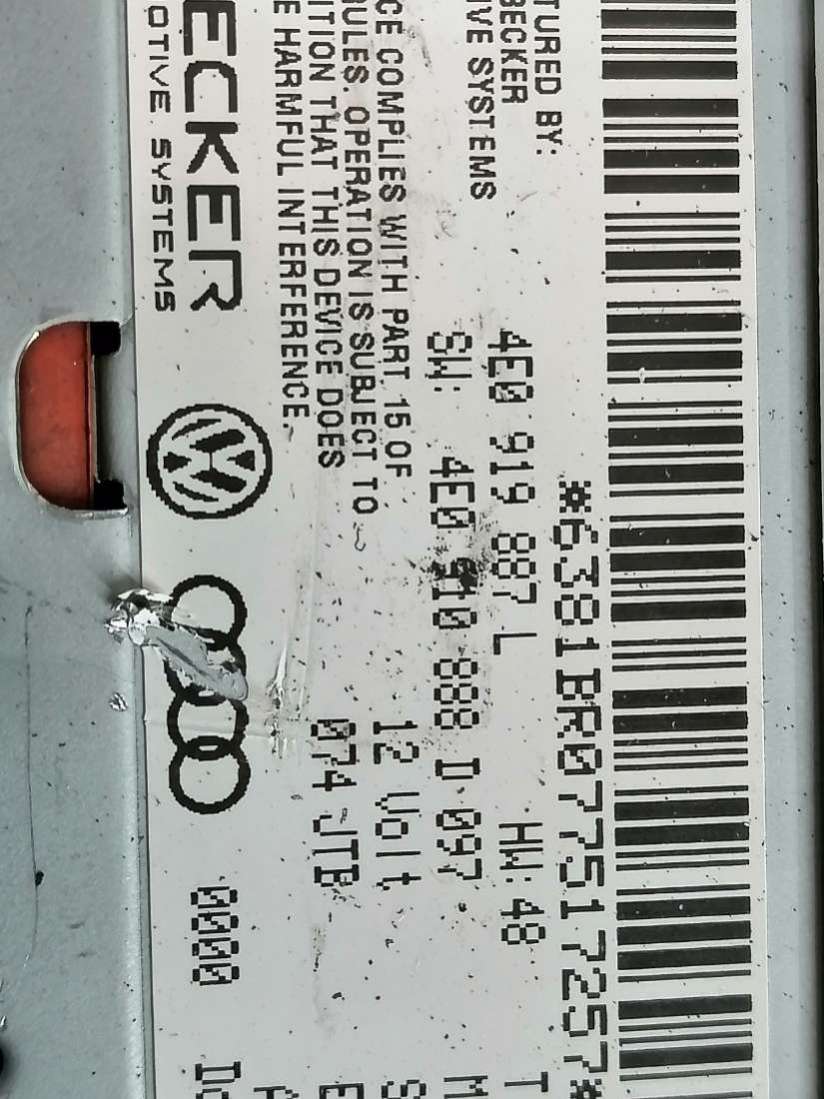 *6381BR077517257*
TURED BY:
BECKER
IVE SYSTEMS
4E0 919 887 L HW: 48
SW: 4E0 910 888 D 097
12 Volt
074 JTB
CE COMPLIES WITH PART 15 OF
RULES. OPERATION IS SUBJECT TO
ITION THAT THIS DEVICE DOES
E HARMFUL INTERFERENCE.
ECKER
OTIVE SYSTEMS
0000
T
M
S
E